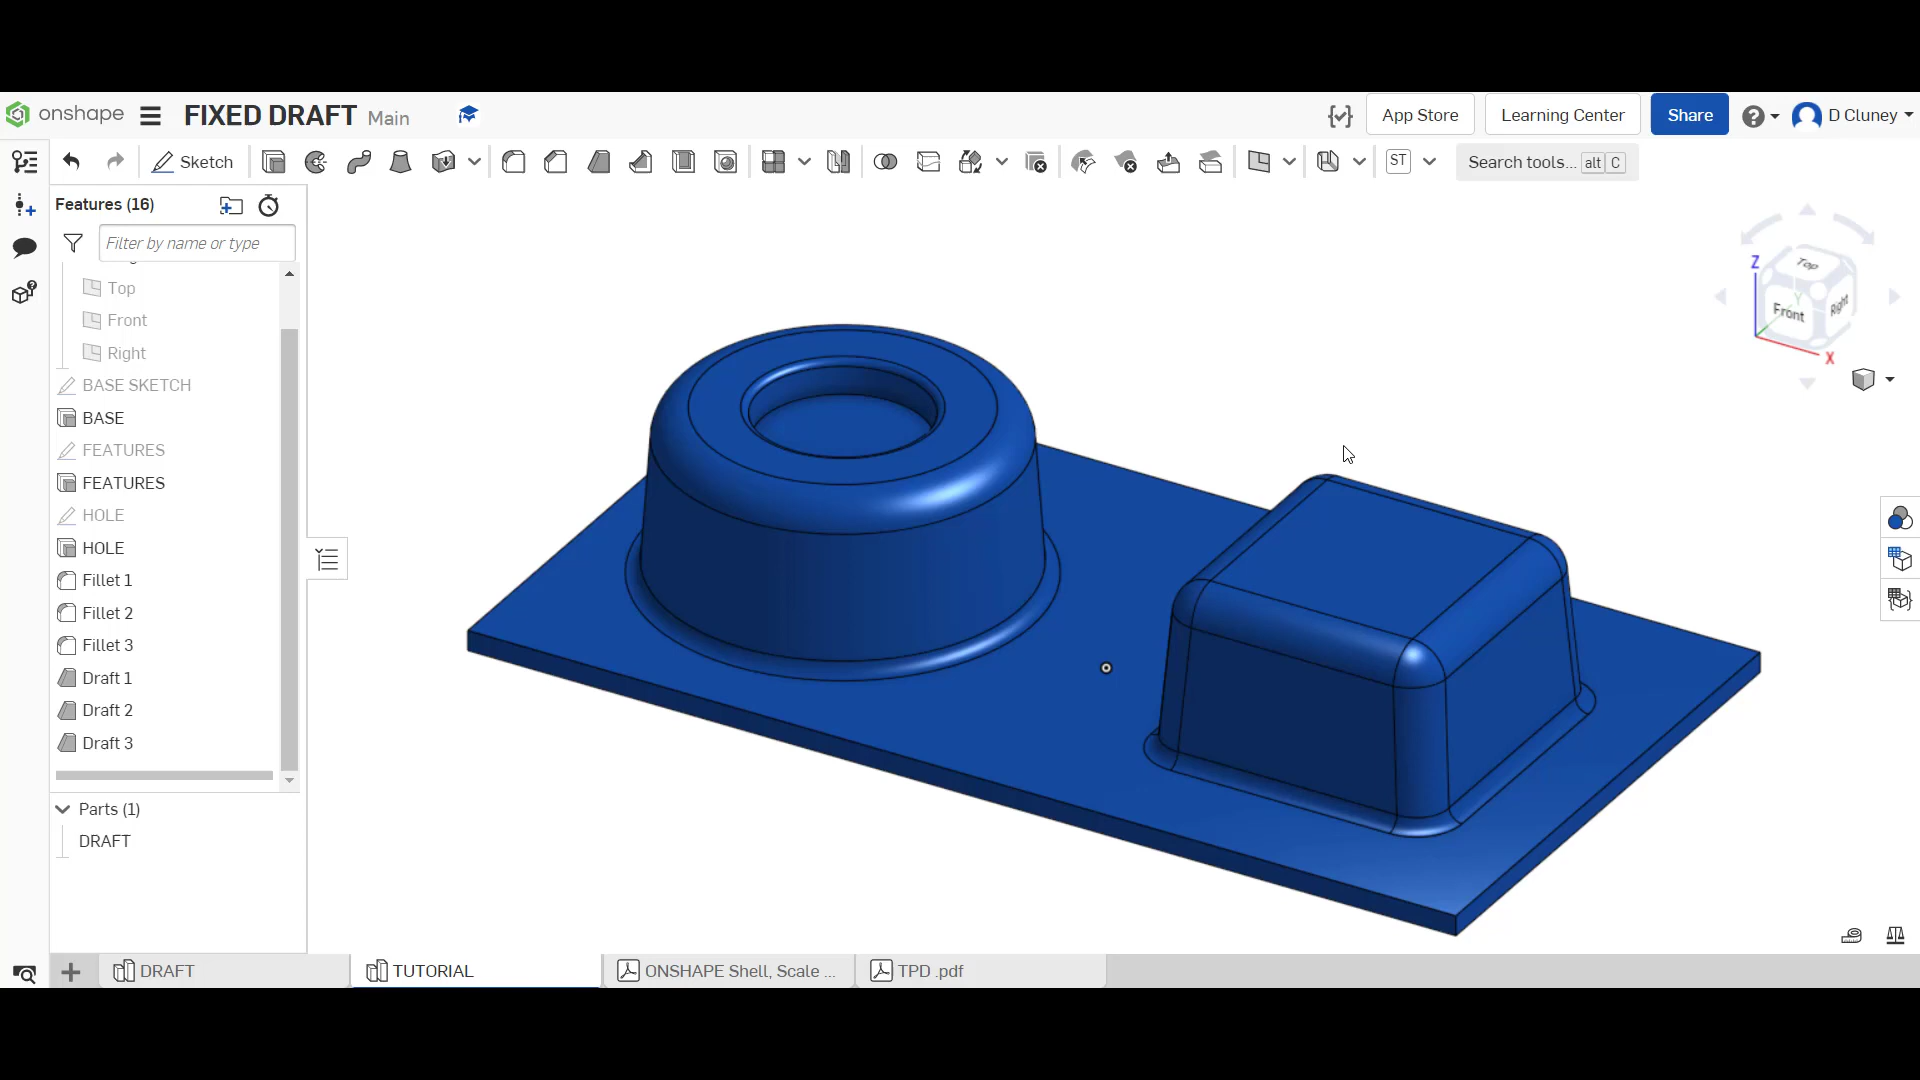 onshape FIXED DRAFT Main App Store Learning Center Share D Cluney
Sketch ST Search tools... alt C
Features (16)
Filter by name or type
Top
Front
Right
BASE SKETCH
BASE
FEATURES
FEATURES
HOLE
HOLE
Fillet 1
Fillet 2
Fillet 3
Draft 1
Draft 2
Draft 3
Parts (1)
DRAFT
Z
Top
Y
Front
Right
X
DRAFT TUTORIAL ONSHAPE Shell, Scale ... TPD .pdf